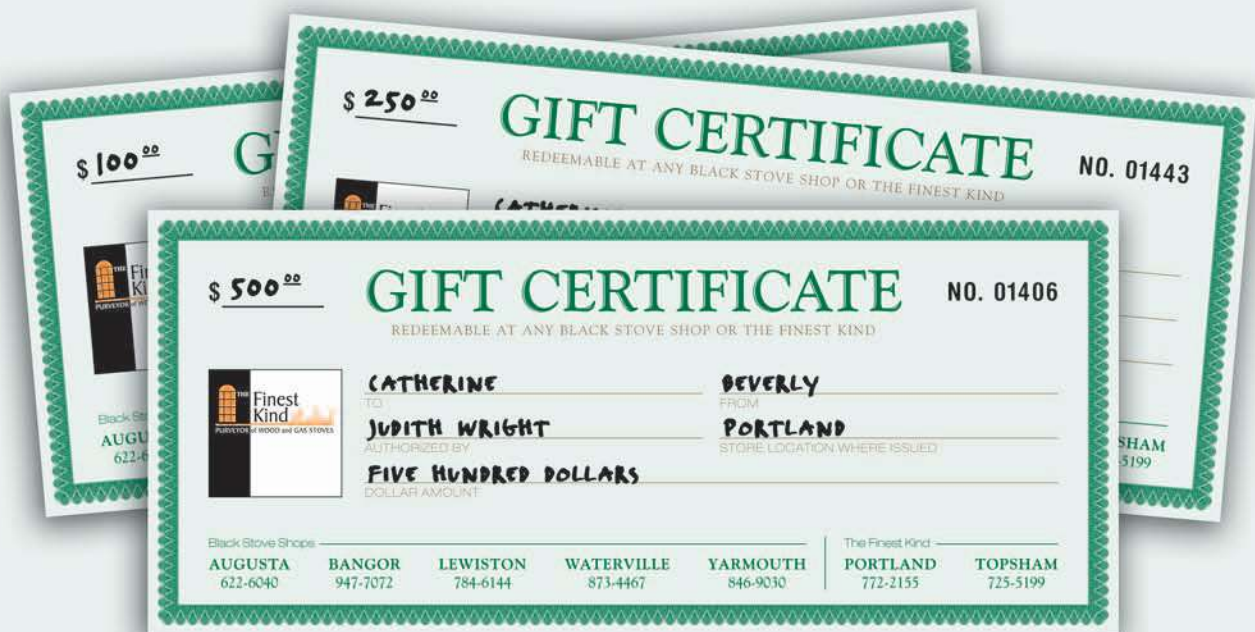 $ 100 00
$ 250 00
GIFT CERTIFICATE
NO. 01443
REDEEMABLE AT ANY BLACK STOVE SHOP OR THE FINEST KIND
$ 500 00
GIFT CERTIFICATE
NO. 01406
REDEEMABLE AT ANY BLACK STOVE SHOP OR THE FINEST KIND
THE Finest
Kind
PURVEYOR of WOOD and GAS STOVES
CATHERINE
TO
BEVERLY
FROM
JUDITH WRIGHT
AUTHORIZED BY
PORTLAND
STORE LOCATION WHERE ISSUED
FIVE HUNDRED DOLLARS
DOLLAR AMOUNT
Black Stove Shops
The Finest Kind
AUGUSTA BANGOR LEWISTON WATERVILLE YARMOUTH PORTLAND TOPSHAM
622-6040 947-7072 784-6144 873-4467 846-9030 772-2155 725-5199